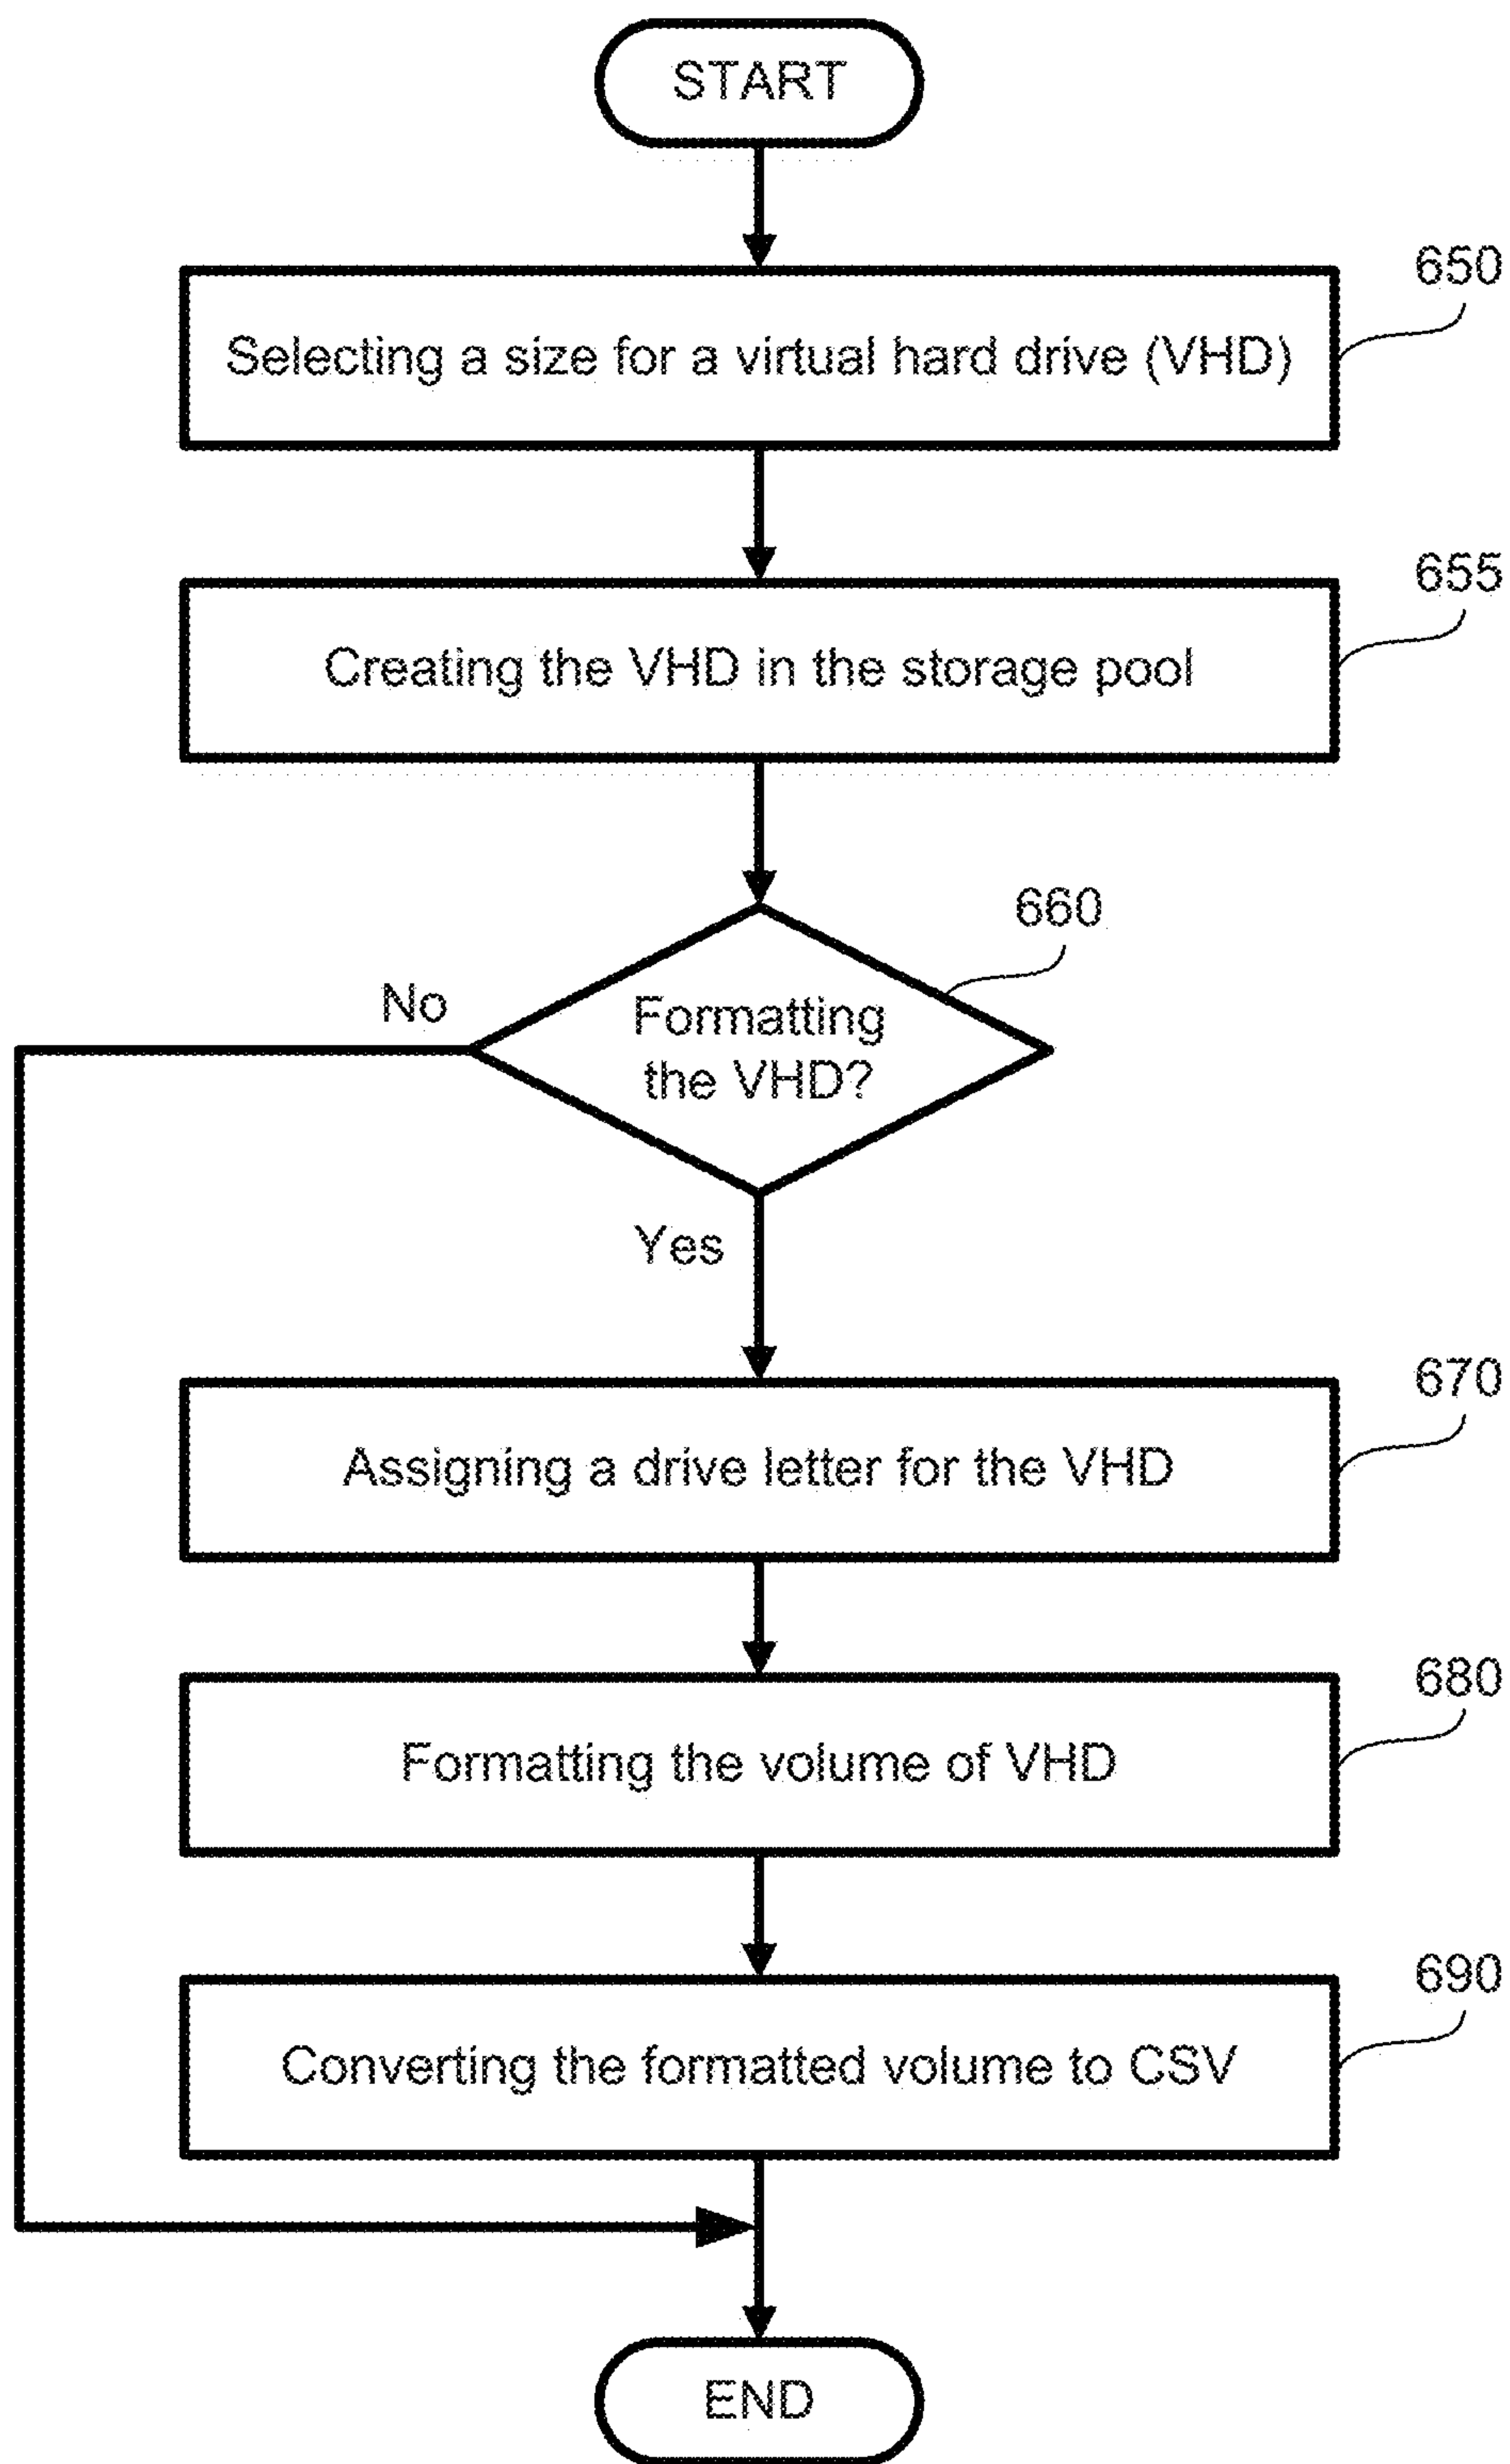 START
650
Selecting a size for a virtual hard drive (VHD)
655
Creating the VHD in the storage pool
660
No
Formatting
the VHD?
Yes
670
Assigning a drive letter for the VHD
680
Formatting the volume of VHD
690
Converting the formatted volume to CSV
END